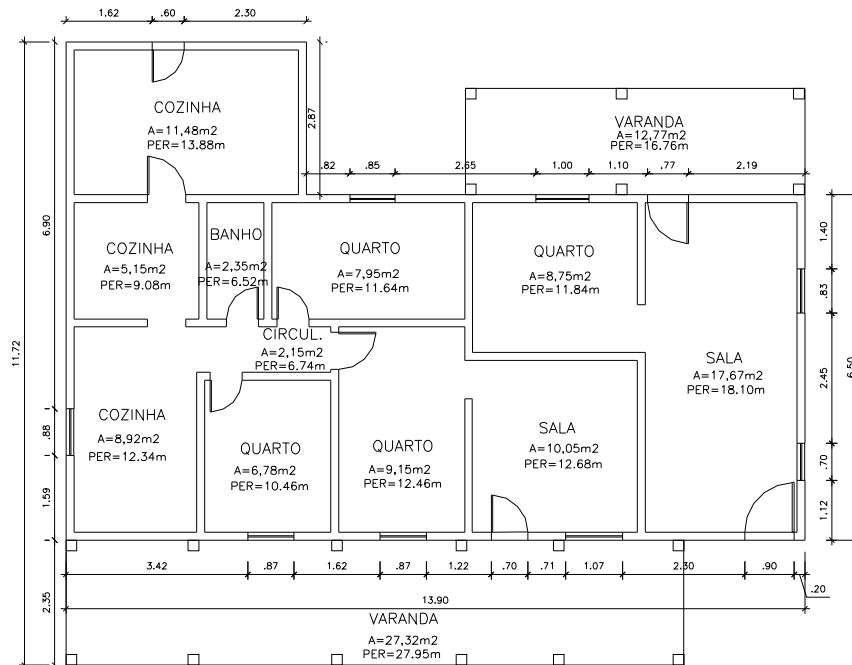 1.62
.60
2.30
COZINHA
A=11,48m2
PER=13.88m
2.87
VARANDA
A=12,77m2
PER=16.76m
.82
.85
2.65
1.00
1.10
.77
2.19
6.90
COZINHA
A=5,15m2
PER=9.08m
BANHO
A=2,35m2
PER=6.52m
QUARTO
A=7,95m2
PER=11.64m
QUARTO
A=8,75m2
PER=11.84m
1.40
.83
11.72
CIRCUL.
A=2,15m2
PER=6.74m
SALA
A=17,67m2
PER=18.10m
2.45
6.50
COZINHA
A=8,92m2
PER=12.34m
.88
QUARTO
A=6,78m2
PER=10.46m
QUARTO
A=9,15m2
PER=12.46m
SALA
A=10,05m2
PER=12.68m
.70
1.59
1.12
3.42
.87
1.62
.87
1.22
.70
.71
1.07
2.30
.90
.20
2.35
13.90
VARANDA
A=27,32m2
PER=27.95m